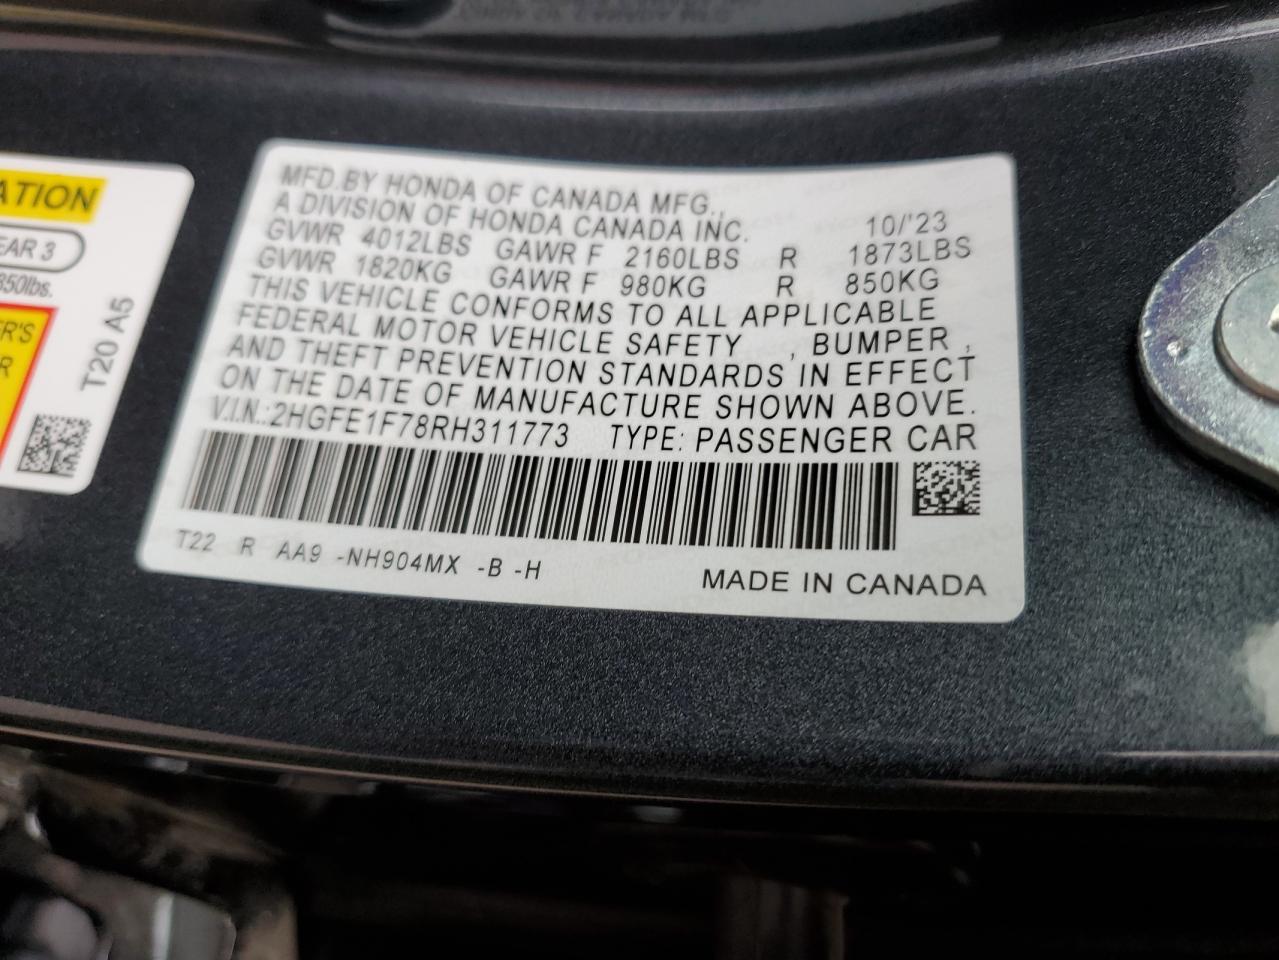 ATION
EAR 3
350lbs.
ER'S
R
T20 A5
MFD.BY HONDA OF CANADA MFG.,
A DIVISION OF HONDA CANADA INC. 10/'23
GVWR 4012LBS GAWR F 2160LBS R 1873LBS
GVWR 1820KG GAWR F 980KG R 850KG
THIS VEHICLE CONFORMS TO ALL APPLICABLE
FEDERAL MOTOR VEHICLE SAFETY , BUMPER ,
AND THEFT PREVENTION STANDARDS IN EFFECT
ON THE DATE OF MANUFACTURE SHOWN ABOVE.
V.I.N.:2HGFE1F78RH311773 TYPE: PASSENGER CAR
T22 R AA9 -NH904MX -B -H
MADE IN CANADA